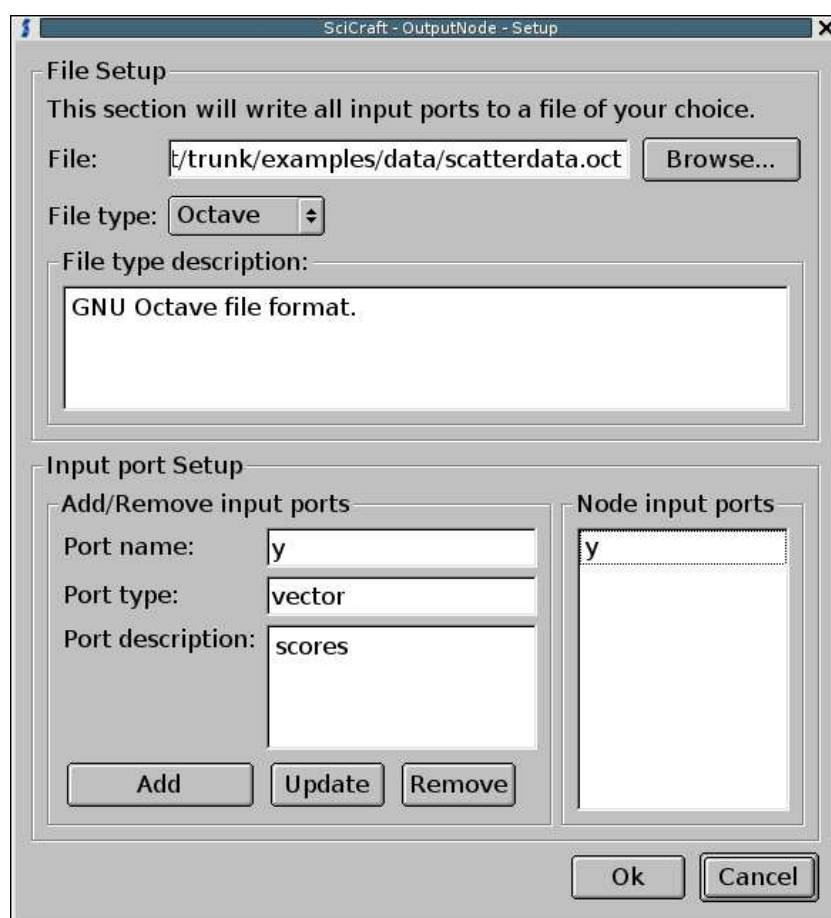 SciCraft - OutputNode - Setup
File Setup
This section will write all input ports to a file of your choice.
File: t/trunk/examples/data/scatterdata.oct Browse...
File type: Octave
File type description:
GNU Octave file format.
Input port Setup
Add/Remove input ports
Port name: y
Port type: vector
Port description: scores
Add Update Remove
Node input ports
y
Ok Cancel